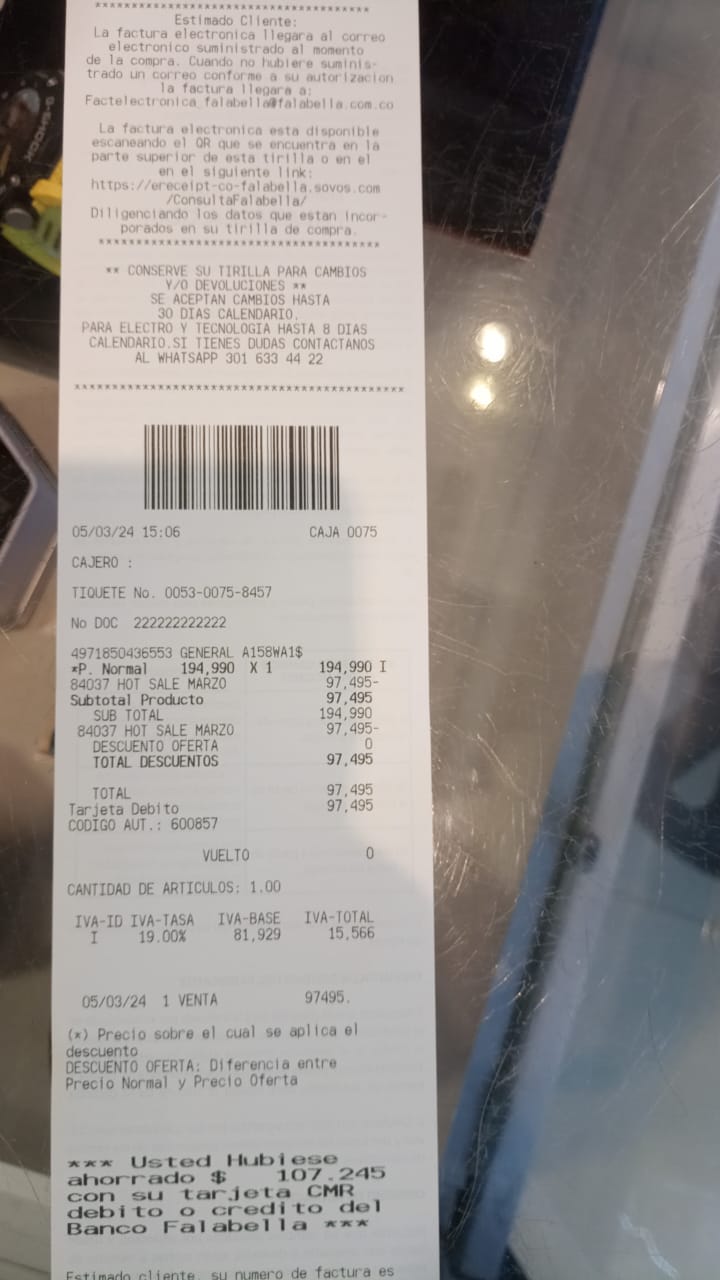 ****************************************
Estimado Cliente:
La factura electronica llegara al correo
electronico suministrado al momento
de la compra. Cuando no hubiere suminis-
trado un correo conforme a su autorizacion
la factura llegara a:
Factelectronica_falabella@falabella.com.co
La factura electronica esta disponible
escaneando el QR que se encuentra en la
parte superior de esta tirilla o en el
en el siguiente link:
https://ereceipt-co-falabella.sovos.com
/ConsultaFalabella/
Diligenciando los datos que estan incor-
porados en su tirilla de compra.
****************************************
** CONSERVE SU TIRILLA PARA CAMBIOS
Y/O DEVOLUCIONES **
SE ACEPTAN CAMBIOS HASTA
30 DIAS CALENDARIO.
PARA ELECTRO Y TECNOLOGIA HASTA 8 DIAS
CALENDARIO.SI TIENES DUDAS CONTACTANOS
AL WHATSAPP 301 633 44 22
***********************************************
05/03/24 15:06 CAJA 0075
CAJERO :
TIQUETE No. 0053-0075-8457
No DOC 222222222222
4971850436553 GENERAL A158WA1$
*P. Normal 194,990 X 1 194,990 I
84037 HOT SALE MARZO 97,495-
Subtotal Producto 97,495
SUB TOTAL 194,990
84037 HOT SALE MARZO 97,495-
DESCUENTO OFERTA 0
TOTAL DESCUENTOS 97,495
TOTAL 97,495
Tarjeta Debito 97,495
CODIGO AUT.: 600857
VUELTO 0
CANTIDAD DE ARTICULOS: 1.00
IVA-ID IVA-TASA IVA-BASE IVA-TOTAL
I 19.00% 81,929 15,566
05/03/24 1 VENTA 97495.
(*) Precio sobre el cual se aplica el
descuento
DESCUENTO OFERTA: Diferencia entre
Precio Normal y Precio Oferta
*** Usted Hubiese
ahorrado $ 107.245
con su tarjeta CMR
debito o credito del
Banco Falabella ***
Estimado cliente, su numero de factura es
G-SHOCK